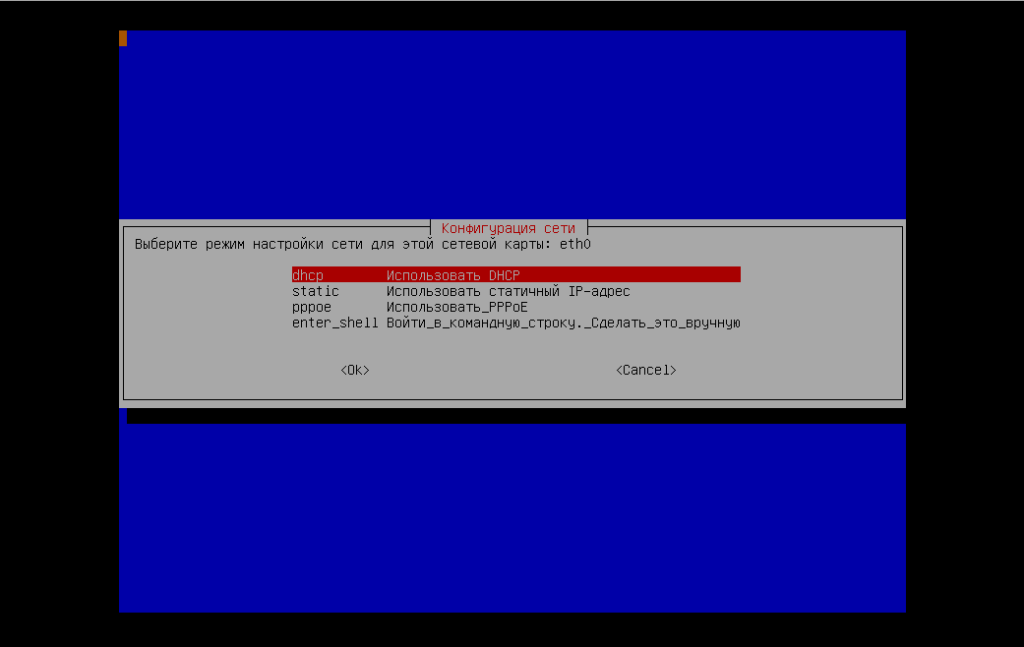 Конфигурация сети
Выберите режим настройки сети для этой сетевой карты: eth0
dhcp Использовать DHCP
static Использовать статичный IP-адрес
pppoe Использовать_PPPoE
enter_shell Войти_в_командную_строку._Сделать_это_вручную
<Ok> <Cancel>